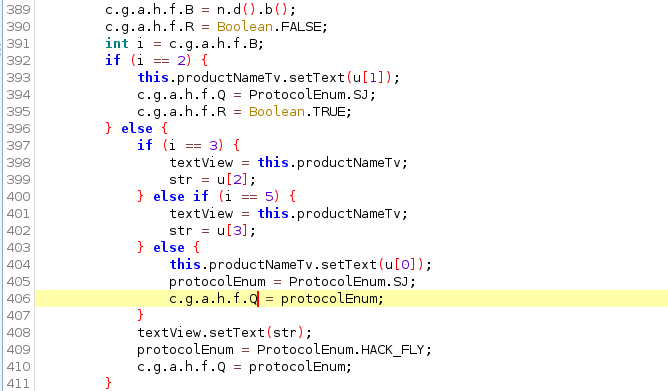 389 c.g.a.h.f.B = n.d().b();
390 c.g.a.h.f.R = Boolean.FALSE;
391 int i = c.g.a.h.f.B;
392 if (i == 2) {
393 this.productNameTv.setText(u[1]);
394 c.g.a.h.f.Q = ProtocolEnum.SJ;
395 c.g.a.h.f.R = Boolean.TRUE;
396 } else {
397 if (i == 3) {
398 textView = this.productNameTv;
399 str = u[2];
400 } else if (i == 5) {
401 textView = this.productNameTv;
402 str = u[3];
403 } else {
404 this.productNameTv.setText(u[0]);
405 protocolEnum = ProtocolEnum.SJ;
406 c.g.a.h.f.Q = protocolEnum;
407 }
408 textView.setText(str);
409 protocolEnum = ProtocolEnum.HACK_FLY;
410 c.g.a.h.f.Q = protocolEnum;
411 }